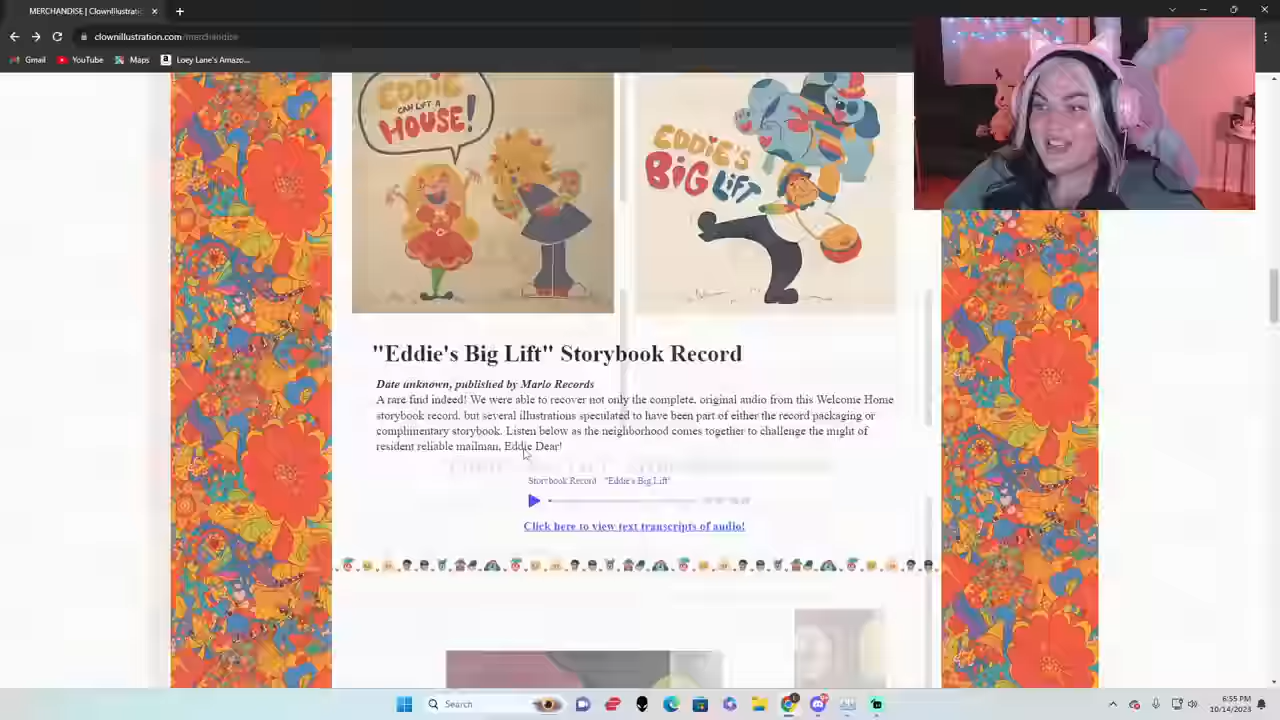 MERCHANDISE | Clownillustrati
clownillustration.com/merchandise
Gmail
YouTube
Maps
Loey Lane's Amazo...
EDDIE
CAN LIFT A
HOUSE!
EDDIE'S
BIG LIFT
"Eddie's Big Lift" Storybook Record
Date unknown, published by Marlo Records
A rare find indeed! We were able to recover not only the complete, original audio from this Welcome Home
storybook record, but several illustrations speculated to have been part of either the record packaging or
complimentary storybook. Listen below as the neighborhood comes together to challenge the might of
resident reliable mailman, Eddie Dear!
Storybook Record "Eddie's Big Lift"
Click here to view text transcripts of audio!
Search
6:55 PM
10/14/2023